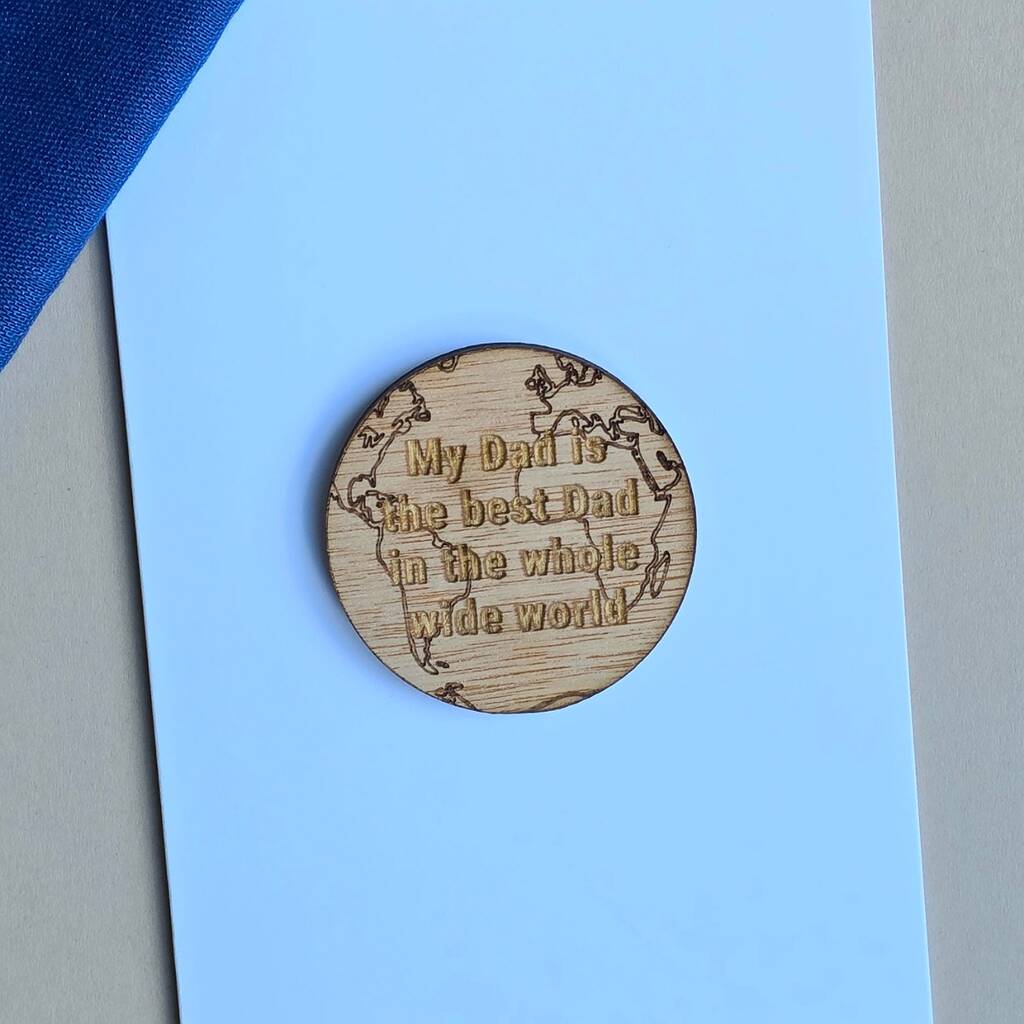 My Dad is
the best Dad
in the whole
wide world